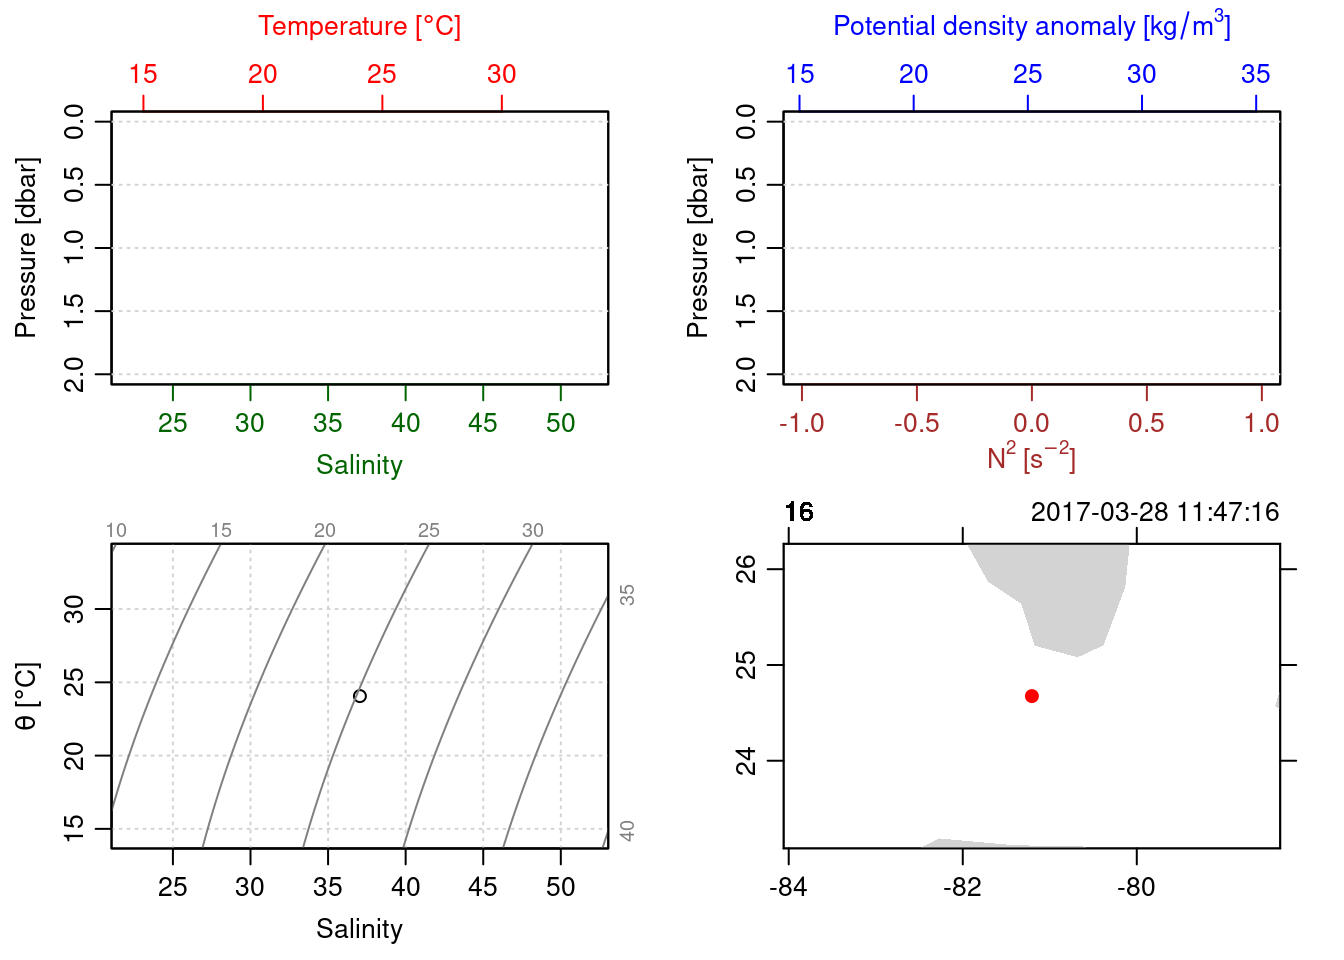 Temperature [°C]
15 20 25 30
0.0 0.5 1.0 1.5 2.0
Pressure [dbar]
25 30 35 40 45 50
Salinity
Potential density anomaly [kg/m³]
15 20 25 30 35
0.0 0.5 1.0 1.5 2.0
Pressure [dbar]
-1.0 -0.5 0.0 0.5 1.0
N² [s⁻²]
10 15 20 25 30
35
40
15 20 25 30
θ [°C]
25 30 35 40 45 50
Salinity
16 2017-03-28 11:47:16
26
25
24
-84 -82 -80